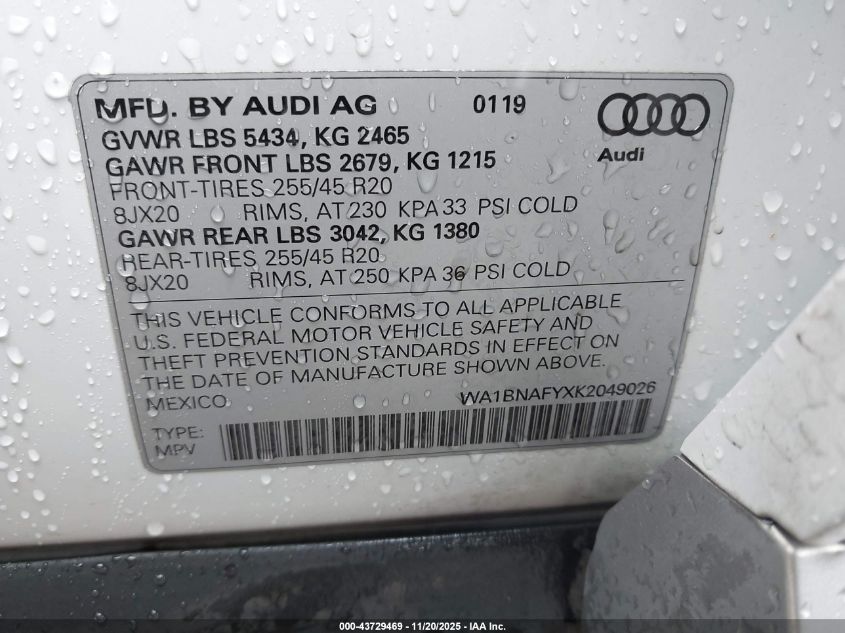 MFD. BY AUDI AG 0119
GVWR LBS 5434, KG 2465
GAWR FRONT LBS 2679, KG 1215
FRONT-TIRES 255/45 R20
8JX20 RIMS, AT 230 KPA 33 PSI COLD
GAWR REAR LBS 3042, KG 1380
REAR-TIRES 255/45 R20
8JX20 RIMS, AT 250 KPA 36 PSI COLD
Audi
THIS VEHICLE CONFORMS TO ALL APPLICABLE
U.S. FEDERAL MOTOR VEHICLE SAFETY AND
THEFT PREVENTION STANDARDS IN EFFECT ON
THE DATE OF MANUFACTURE SHOWN ABOVE.
MEXICO WA1BNAFYXK2049026
TYPE:
MPV
000-43729469 - 11/20/2025 - IAA Inc.